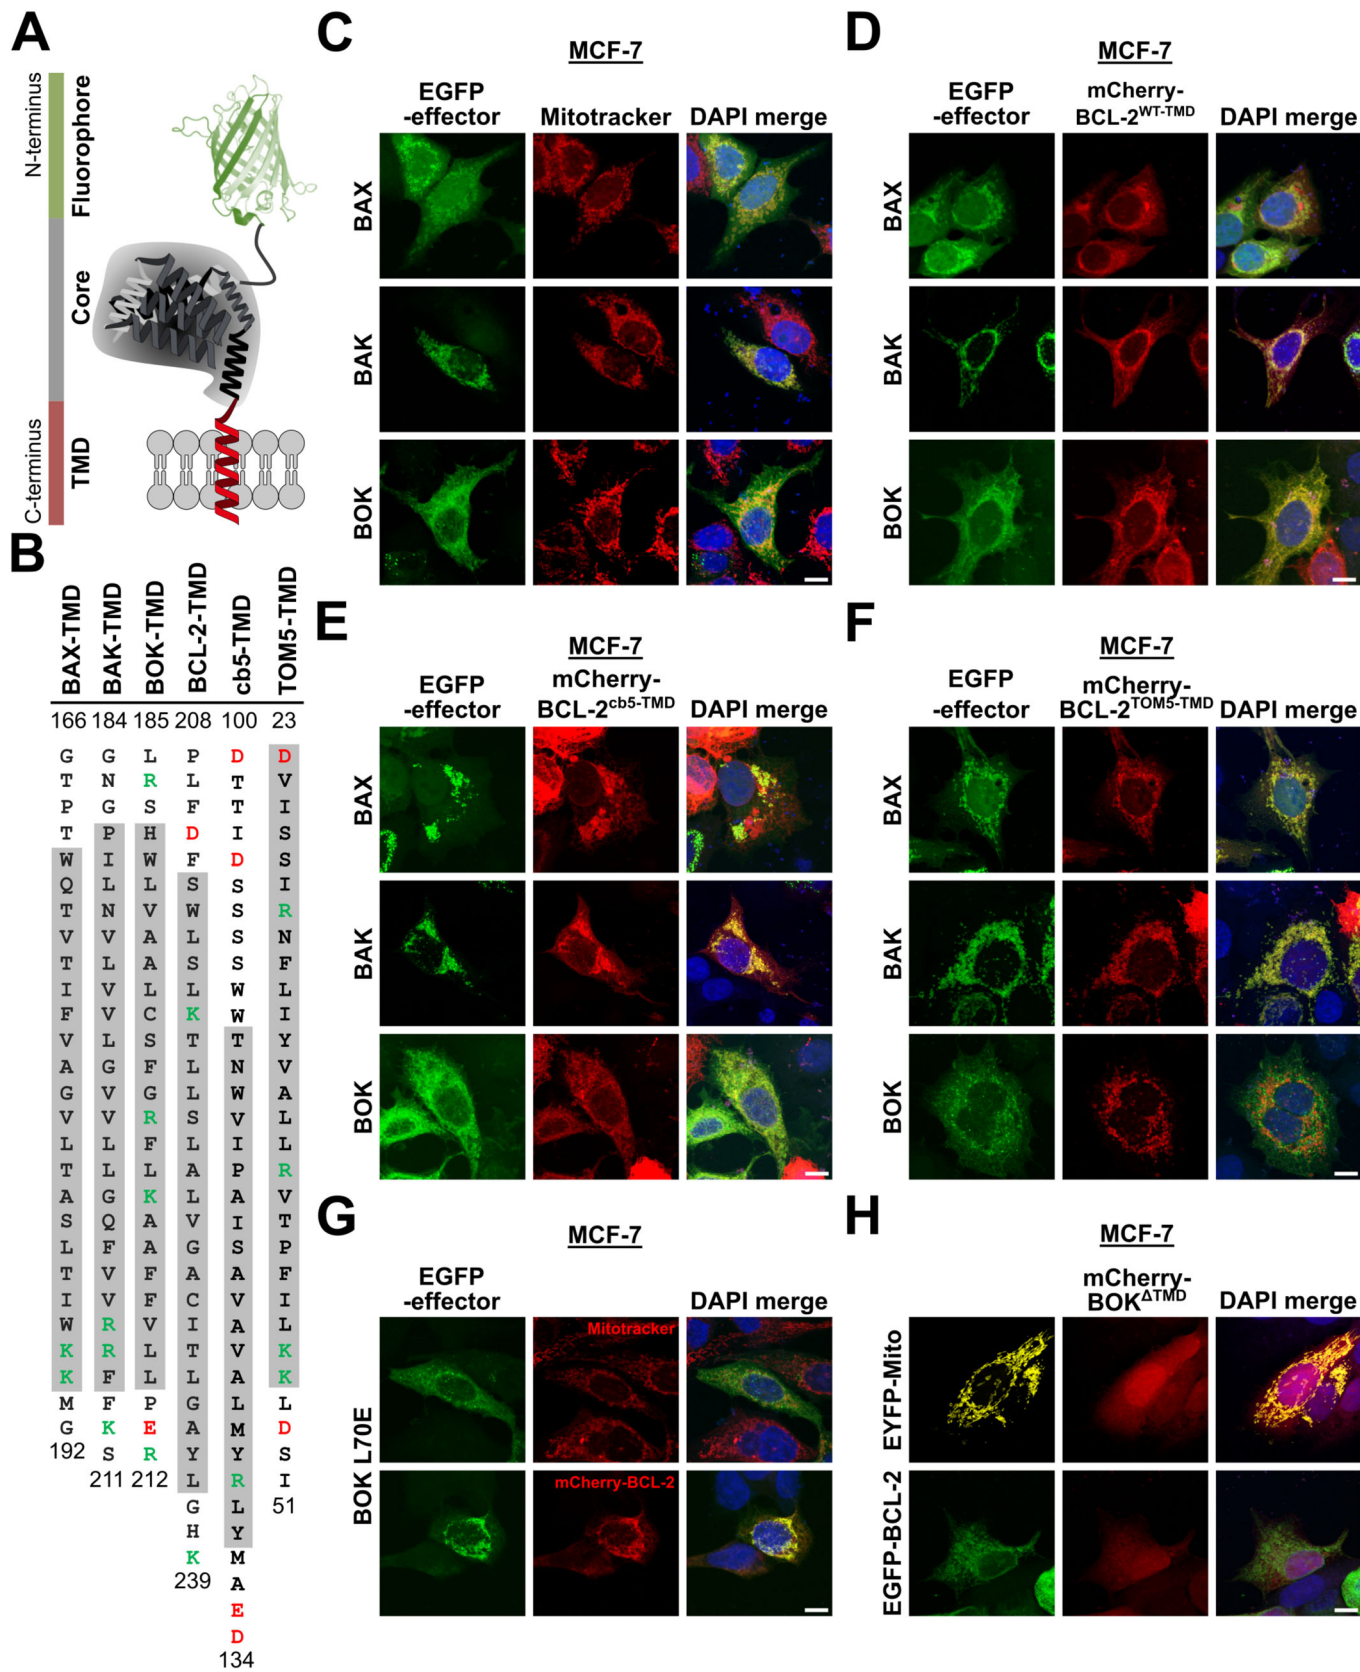 A
N-terminus
Fluorophore
Core
C-terminus
TMD
B
BAX-TMD BAK-TMD BOK-TMD BCL-2-TMD cb5-TMD TOM5-TMD
166 184 185 208 100 23
G G L P D D
T N R L T V
P G S F T I
T P H D I S
W I W F D S
Q L L S S I
T N V W S R
V V A L S N
T L A S S F
I V L L W L
F V C K W I
V L S T T Y
A G F L N V
G V G L W A
V V R S V L
L L F L I L
T L L A P R
A G K L A V
S Q A V I T
L F A G S P
T V F A A F
I V F C V I
W R V I A L
K R L T V K
K F L L A K
M F P G L L
G K E A M D
192 S R Y Y S
211 212 L R I
G L 51
H Y
K M
239 A
E
D
134
C
MCF-7
EGFP
-effector Mitotracker DAPI merge
BAX
BAK
BOK
D
MCF-7
EGFP
-effector mCherry-
BCL-2WT-TMD DAPI merge
BAX
BAK
BOK
E
MCF-7
EGFP
-effector mCherry-
BCL-2cb5-TMD DAPI merge
BAX
BAK
BOK
F
MCF-7
EGFP
-effector mCherry-
BCL-2TOM5-TMD DAPI merge
BAX
BAK
BOK
G
MCF-7
EGFP
-effector DAPI merge
BOK L70E
Mitotracker
mCherry-BCL-2
H
MCF-7
mCherry-
BOKΔTMD DAPI merge
EYFP-Mito
EGFP-BCL-2